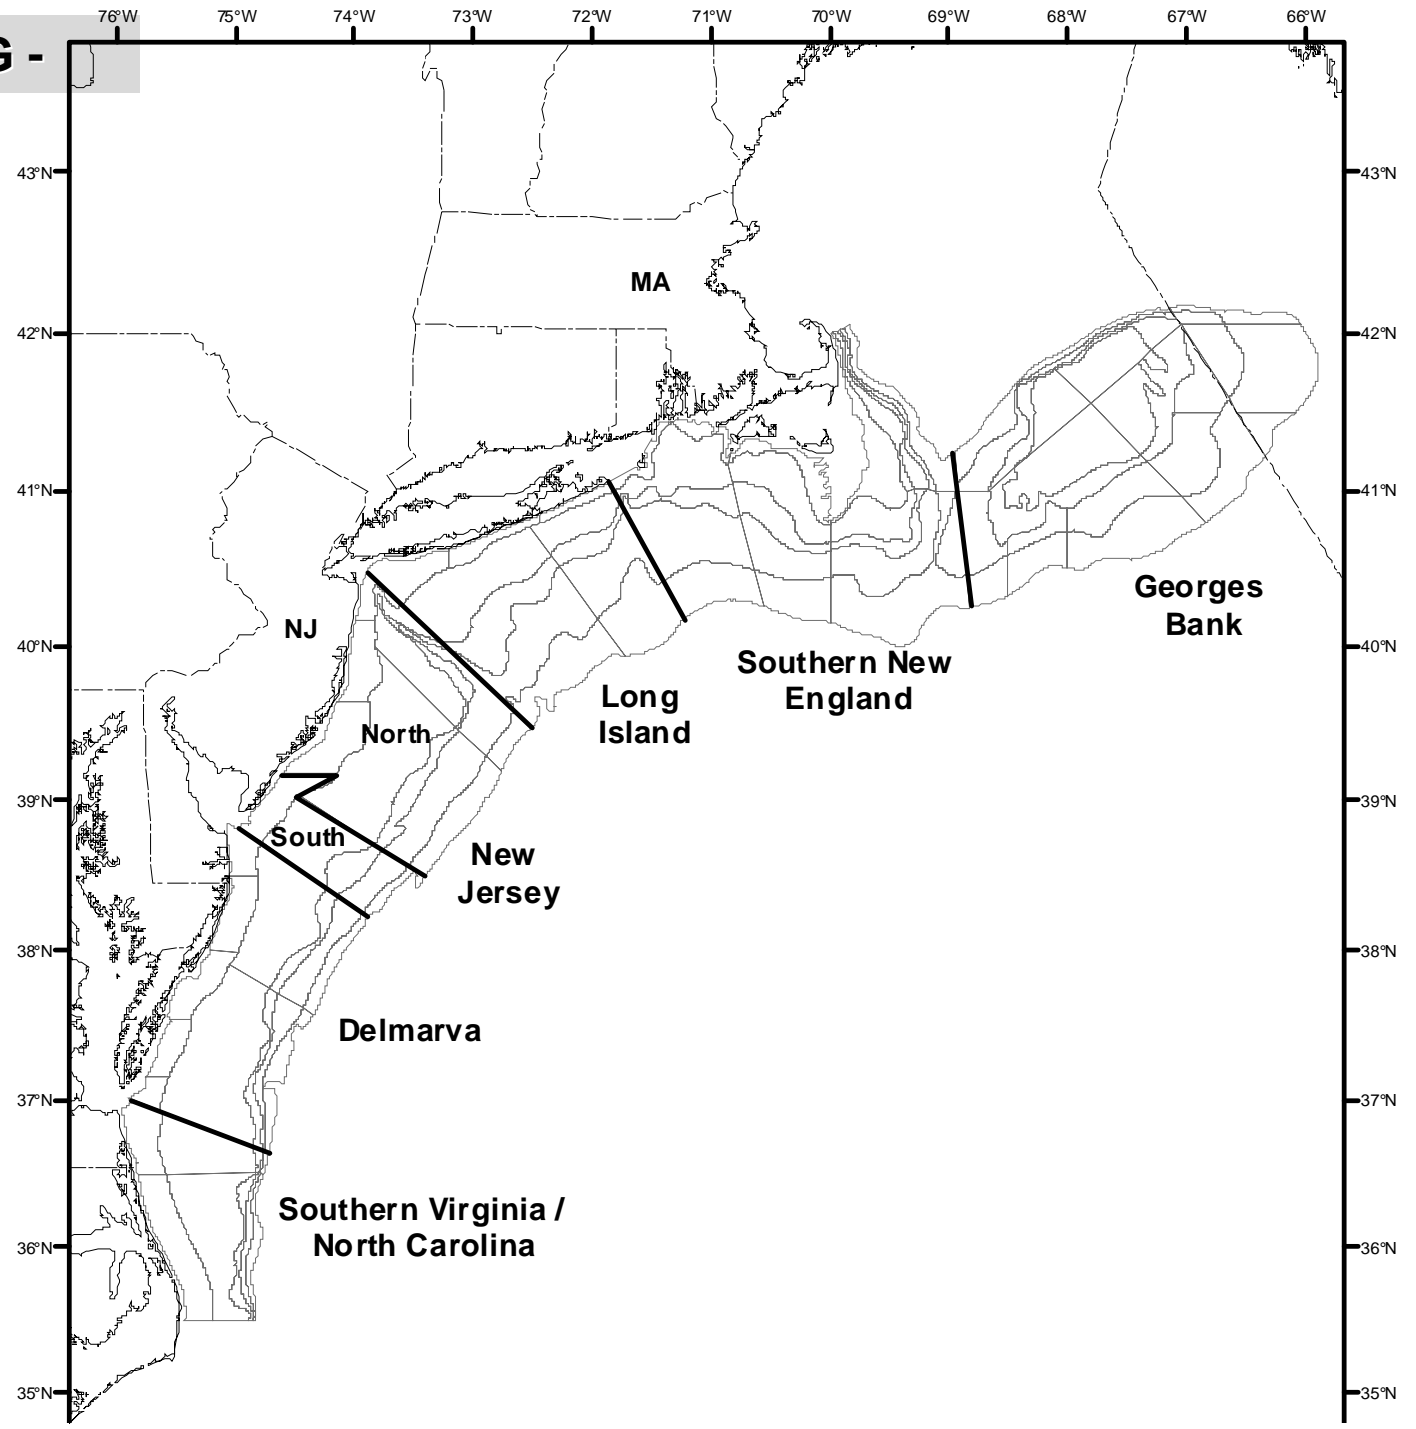 76°W 75°W 74°W 73°W 72°W 71°W 70°W 69°W 68°W 67°W 66°W
G -
43°N 43°N
MA
42°N 42°N
41°N 41°N
Georges
Bank
NJ
40°N 40°N
Southern New
England
Long
Island
North
39°N 39°N
South
New
Jersey
38°N 38°N
Delmarva
37°N 37°N
Southern Virginia /
North Carolina
36°N 36°N
35°N 35°N